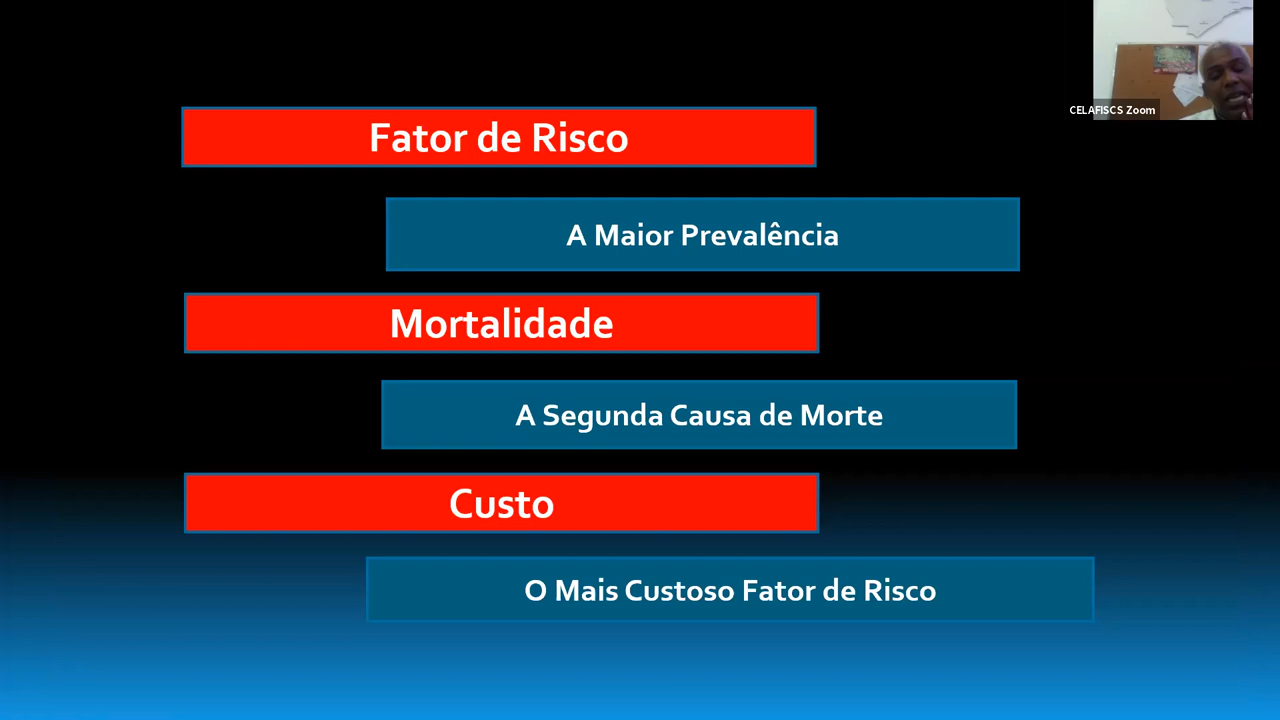 CELAFISCS Zoom
Fator de Risco
A Maior Prevalência
Mortalidade
A Segunda Causa de Morte
Custo
O Mais Custoso Fator de Risco